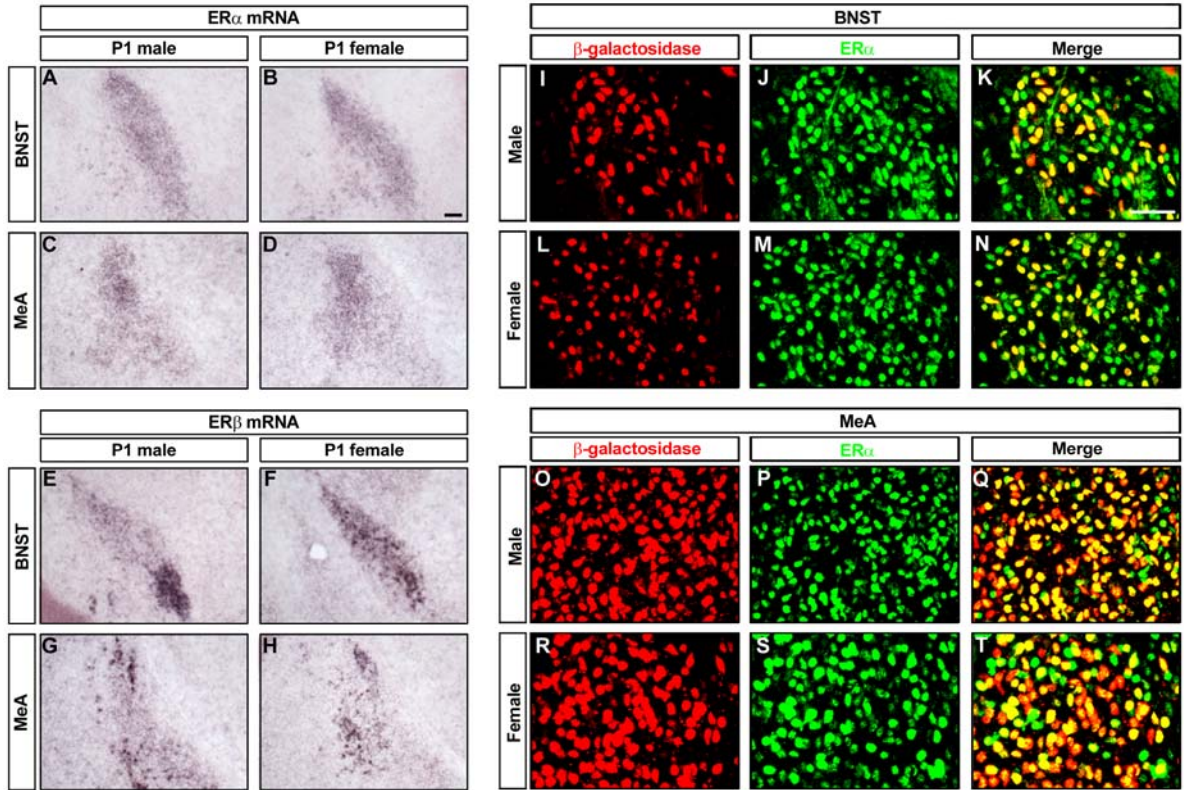 ERα mRNA
P1 male
P1 female
BNST
A
B
MeA
C
D
ERβ mRNA
P1 male
P1 female
BNST
E
F
MeA
G
H
BNST
β-galactosidase
ERα
Merge
Male
I
J
K
Female
L
M
N
MeA
β-galactosidase
ERα
Merge
Male
O
P
Q
Female
R
S
T